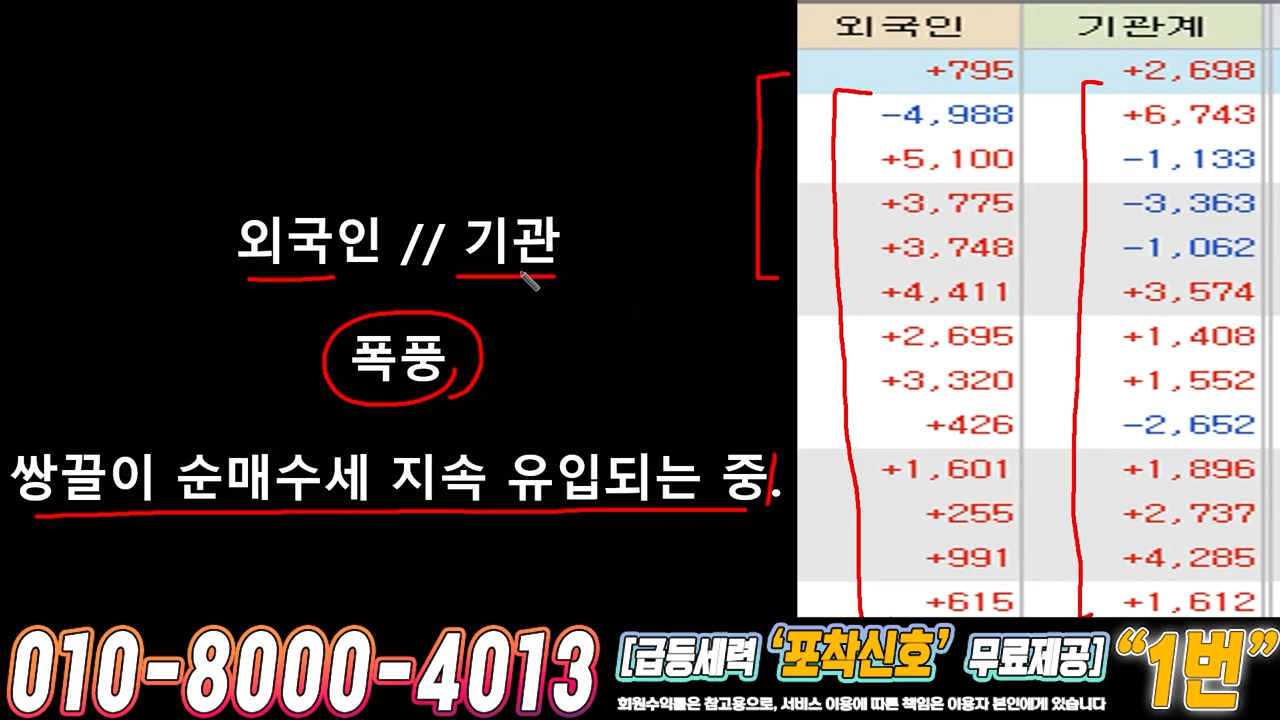 외국인 // 기관
폭풍
쌍끌이 순매수세 지속 유입되는 중.
외국인 기관계
+795 +2,698
-4,988 +6,743
+5,100 -1,133
+3,775 -3,363
+3,748 -1,062
+4,411 +3,574
+2,695 +1,408
+3,320 +1,552
+426 -2,652
+1,601 +1,896
+255 +2,737
+991 +4,285
+615 +1,612
010-8000-4013 [급등세력 ‘포착신호’ 무료제공] “1번”
회원수익률은 참고용으로, 서비스 이용에 따른 책임은 이용자 본인에게 있습니다